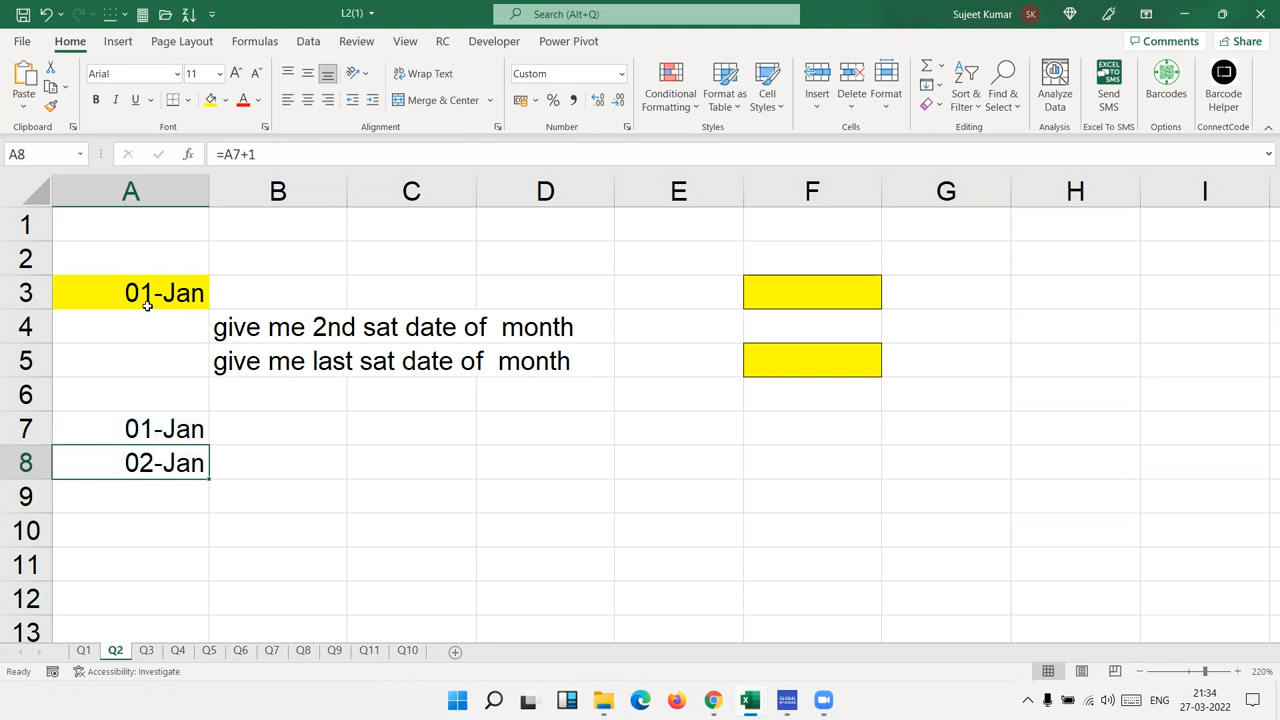 L2(1)
Search (Alt+Q)
Sujeet Kumar
SK
File Home Insert Page Layout Formulas Data Review View RC Developer Power Pivot
Comments
Share
Paste
Clipboard
Arial
11
Font
Wrap Text
Merge & Center
Alignment
Custom
Number
Conditional Formatting
Format as Table
Cell Styles
Styles
Insert
Delete
Format
Cells
Sort & Filter
Find & Select
Editing
Analyze Data
Analysis
Send SMS
Excel To SMS
Barcodes
Options
Barcode Helper
ConnectCode
A8
=A7+1
A B C D E F G H I
1
2
3 01-Jan
4 give me 2nd sat date of month
5 give me last sat date of month
6
7 01-Jan
8 02-Jan
9
10
11
12
13
Q1 Q2 Q3 Q4 Q5 Q6 Q7 Q8 Q9 Q11 Q10
Ready
Accessibility: Investigate
220%
ENG
21:34
27-03-2022